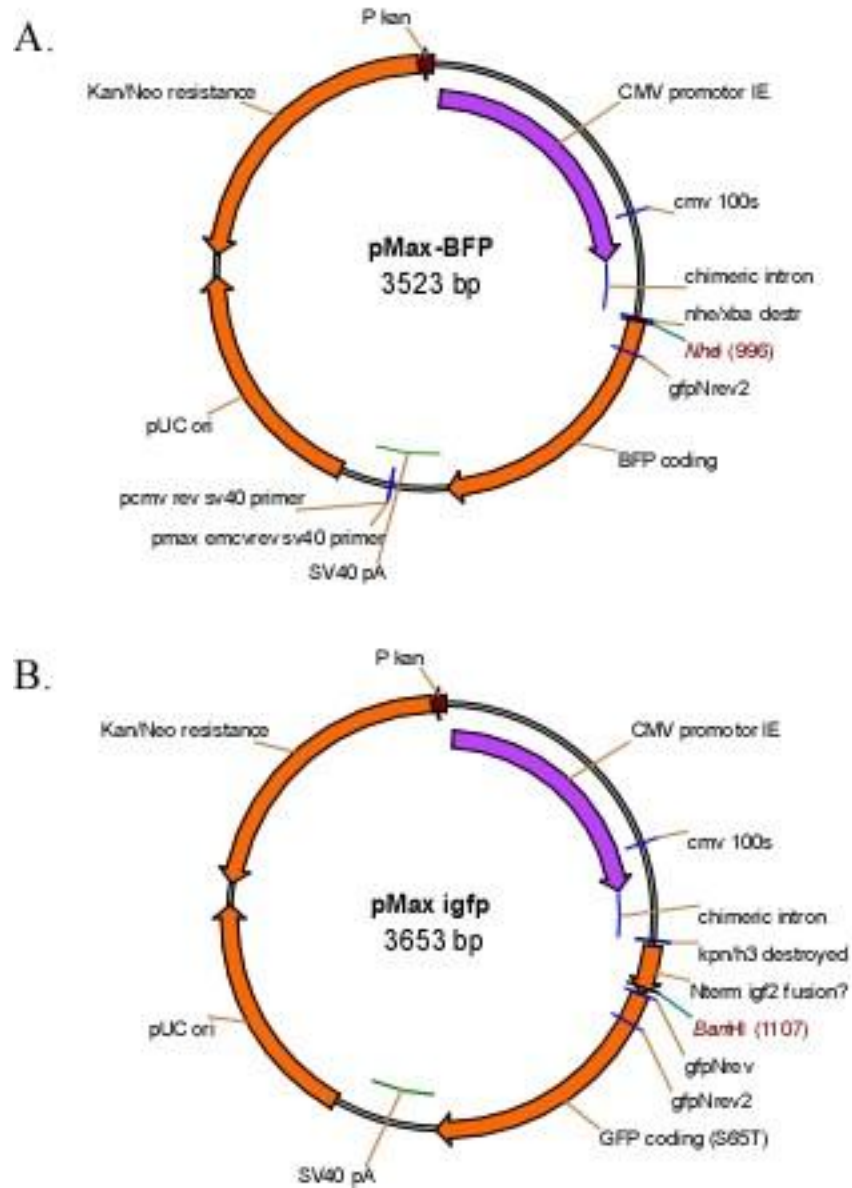 A.
P kan
Kan/Neo resistance
CMV promotor IE
cmv 100s
pMax-BFP
3523 bp
chimeric intron
nhe/xba destr
NheI (996)
gfpNrev2
pUC ori
BFP coding
pcmv rev sv40 primer
pmax emcvrev sv40 primer
SV40 pA
B.
P kan
Kan/Neo resistance
CMV promotor IE
cmv 100s
pMax igfp
3653 bp
chimeric intron
kpn/h3 destroyed
Nterm igf2 fusion?
BamHI (1107)
pUC ori
gfpNrev
gfpNrev2
GFP coding (S65T)
SV40 pA